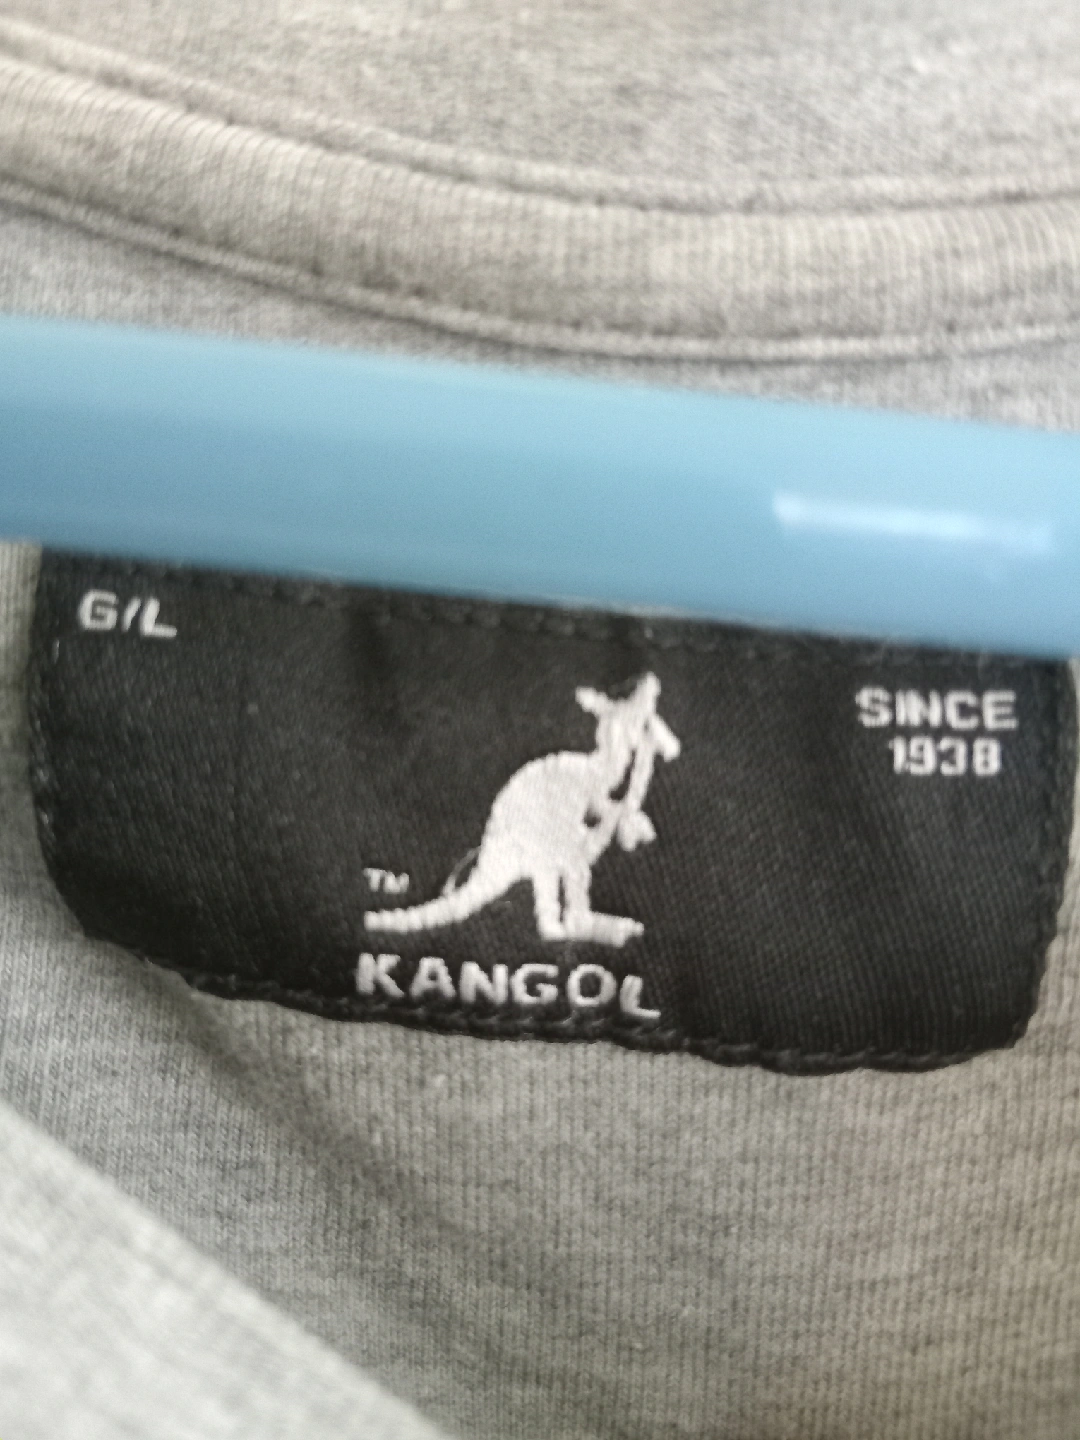 G/L
SINCE
1938
TM
KANGOL